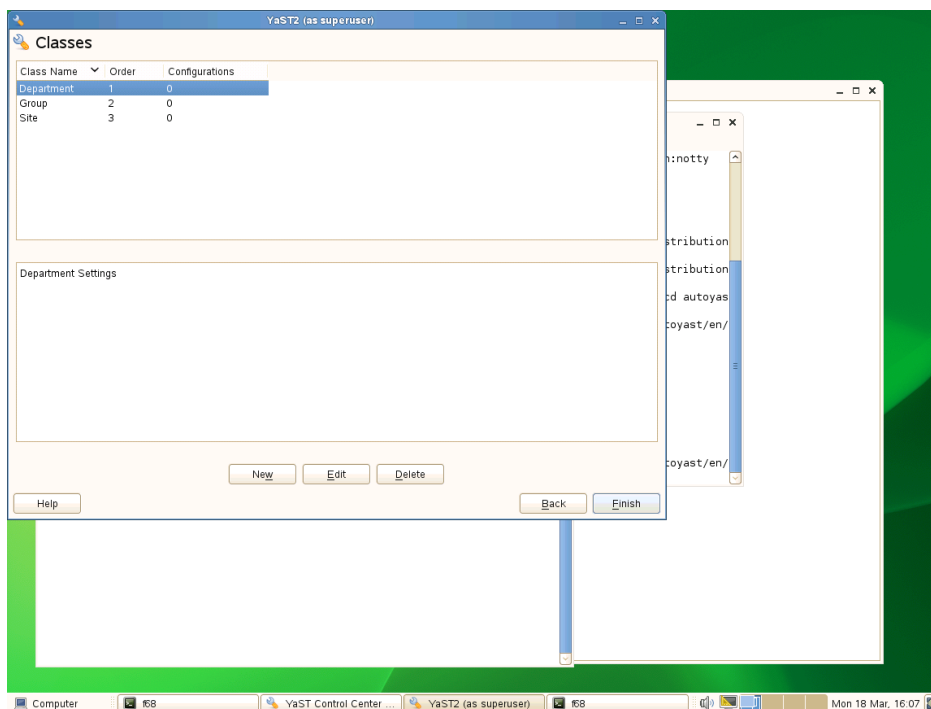 YaST2 (as superuser)
Classes
Class Name Order Configurations
Department 1 0
Group 2 0
Site 3 0
Department Settings
New Edit Delete
Help Back Finish
n:notty
stribution
stribution
cd autoyas
toyast/en/
toyast/en/
Computer f68 YaST Control Center ... YaST2 (as superuser) f68 Mon 18 Mar, 16:07